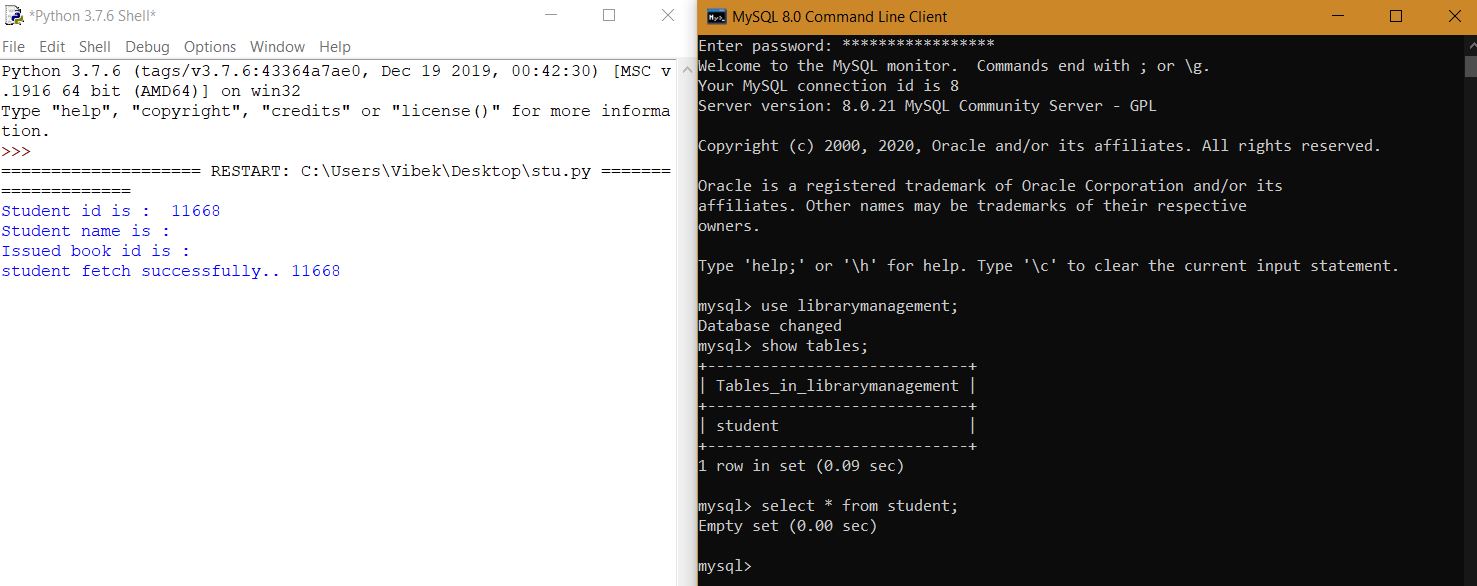 *Python 3.7.6 Shell*
File Edit Shell Debug Options Window Help
Python 3.7.6 (tags/v3.7.6:43364a7ae0, Dec 19 2019, 00:42:30) [MSC v
.1916 64 bit (AMD64)] on win32
Type "help", "copyright", "credits" or "license()" for more informa
tion.
>>>
==================== RESTART: C:\Users\Vibek\Desktop\stu.py =======
=============
Student id is :  11668
Student name is :
Issued book id is :
student fetch successfully.. 11668
MySQL 8.0 Command Line Client
Enter password: *****************
Welcome to the MySQL monitor.  Commands end with ; or \g.
Your MySQL connection id is 8
Server version: 8.0.21 MySQL Community Server - GPL
Copyright (c) 2000, 2020, Oracle and/or its affiliates. All rights reserved.
Oracle is a registered trademark of Oracle Corporation and/or its
affiliates. Other names may be trademarks of their respective
owners.
Type 'help;' or '\h' for help. Type '\c' to clear the current input statement.
mysql> use librarymanagement;
Database changed
mysql> show tables;
+-----------------------------+
| Tables_in_librarymanagement |
+-----------------------------+
| student                     |
+-----------------------------+
1 row in set (0.09 sec)
mysql> select * from student;
Empty set (0.00 sec)
mysql>